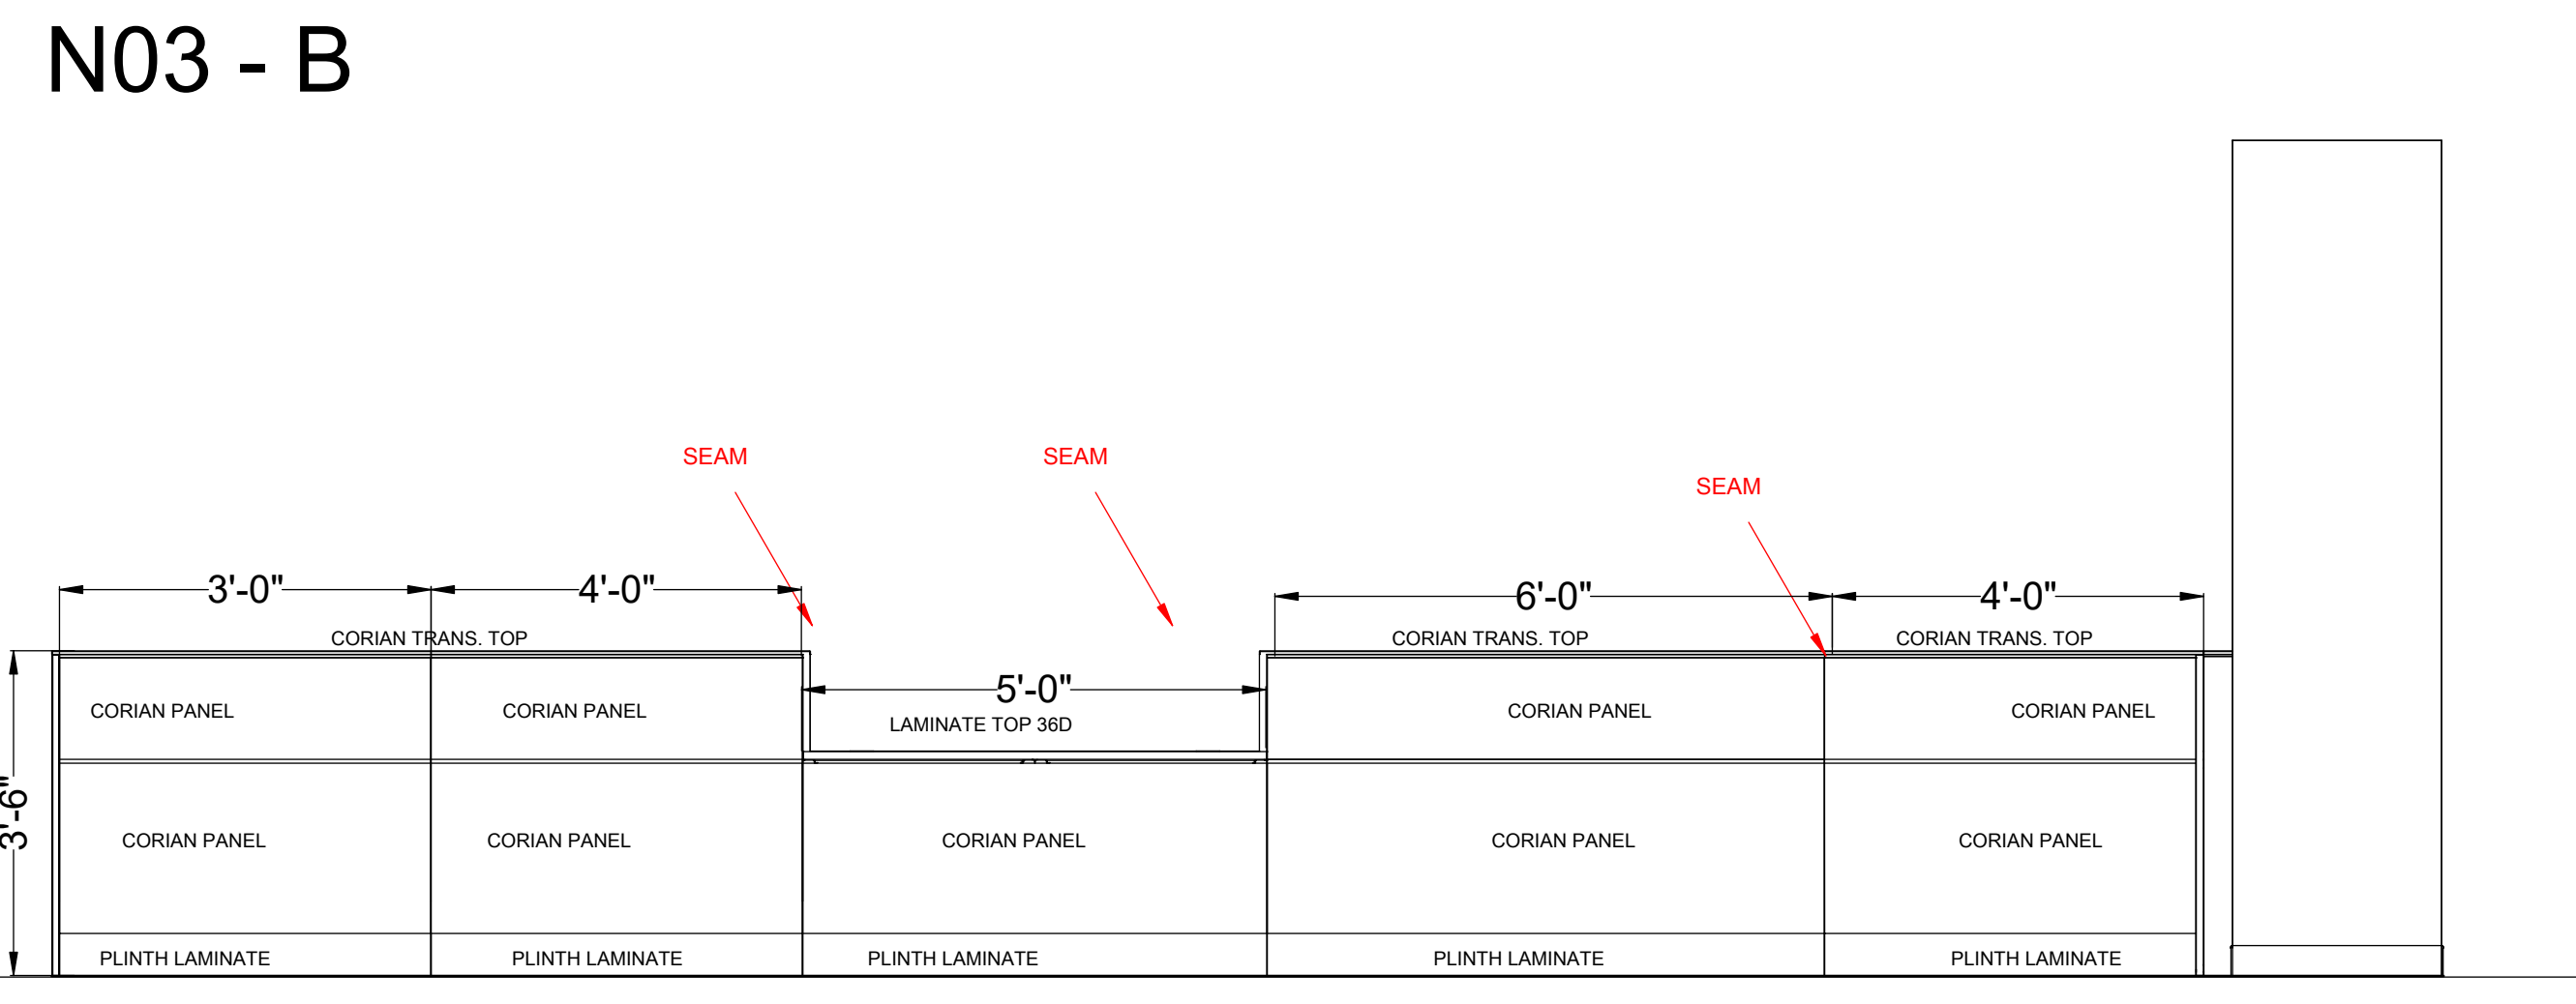 N03 - B
SEAM
SEAM
SEAM
3'-0"
4'-0"
6'-0"
4'-0"
CORIAN TRANS. TOP
CORIAN TRANS. TOP
CORIAN TRANS. TOP
5'-0"
CORIAN PANEL
CORIAN PANEL
LAMINATE TOP 36D
CORIAN PANEL
CORIAN PANEL
3'-6"
CORIAN PANEL
CORIAN PANEL
CORIAN PANEL
CORIAN PANEL
CORIAN PANEL
PLINTH LAMINATE
PLINTH LAMINATE
PLINTH LAMINATE
PLINTH LAMINATE
PLINTH LAMINATE